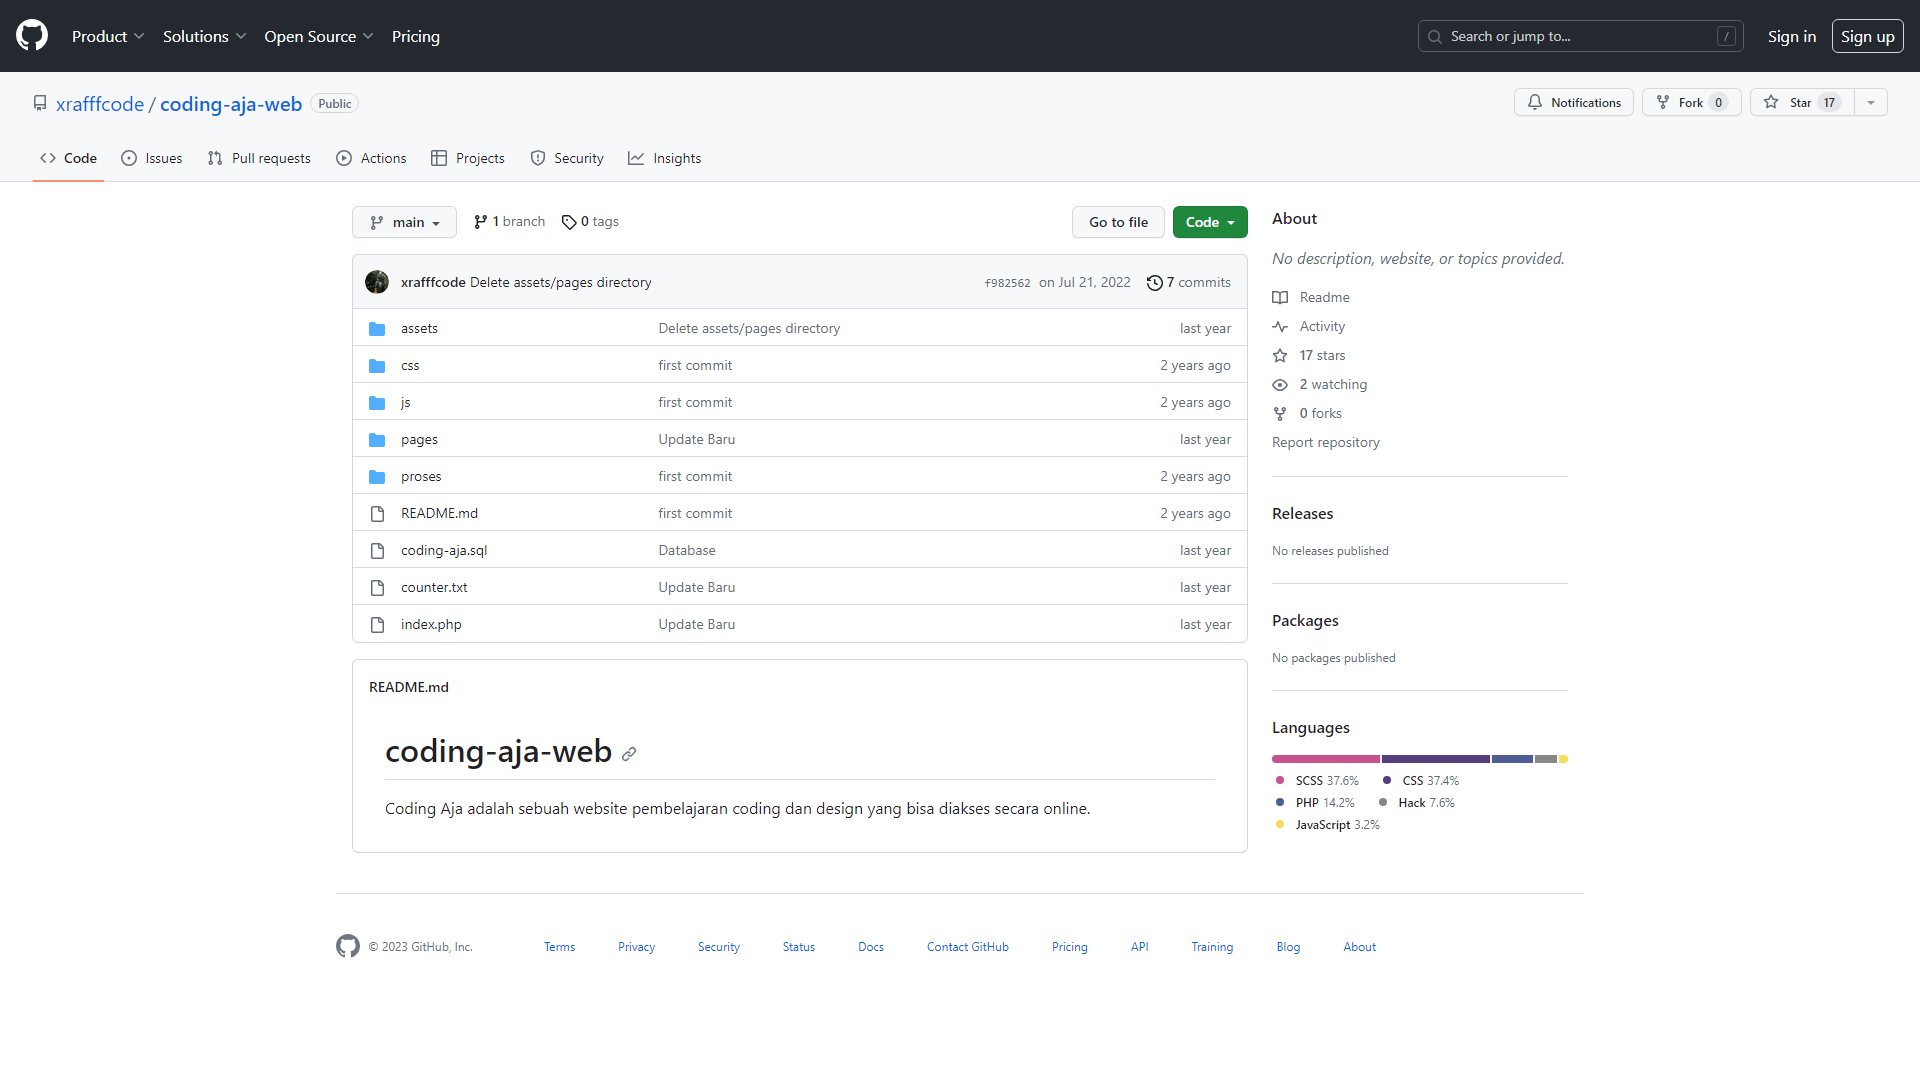 Product Solutions Open Source Pricing Search or jump to... / Sign in Sign up
xrafffcode / coding-aja-web Public Notifications Fork 0 Star 17
Code Issues Pull requests Actions Projects Security Insights
main 1 branch 0 tags Go to file Code
xrafffcode Delete assets/pages directory f982562 on Jul 21, 2022 7 commits
assets Delete assets/pages directory last year
css first commit 2 years ago
js first commit 2 years ago
pages Update Baru last year
proses first commit 2 years ago
README.md first commit 2 years ago
coding-aja.sql Database last year
counter.txt Update Baru last year
index.php Update Baru last year
README.md
coding-aja-web
Coding Aja adalah sebuah website pembelajaran coding dan design yang bisa diakses secara online.
About
No description, website, or topics provided.
Readme
Activity
17 stars
2 watching
0 forks
Report repository
Releases
No releases published
Packages
No packages published
Languages
SCSS 37.6% CSS 37.4%
PHP 14.2% Hack 7.6%
JavaScript 3.2%
© 2023 GitHub, Inc. Terms Privacy Security Status Docs Contact GitHub Pricing API Training Blog About